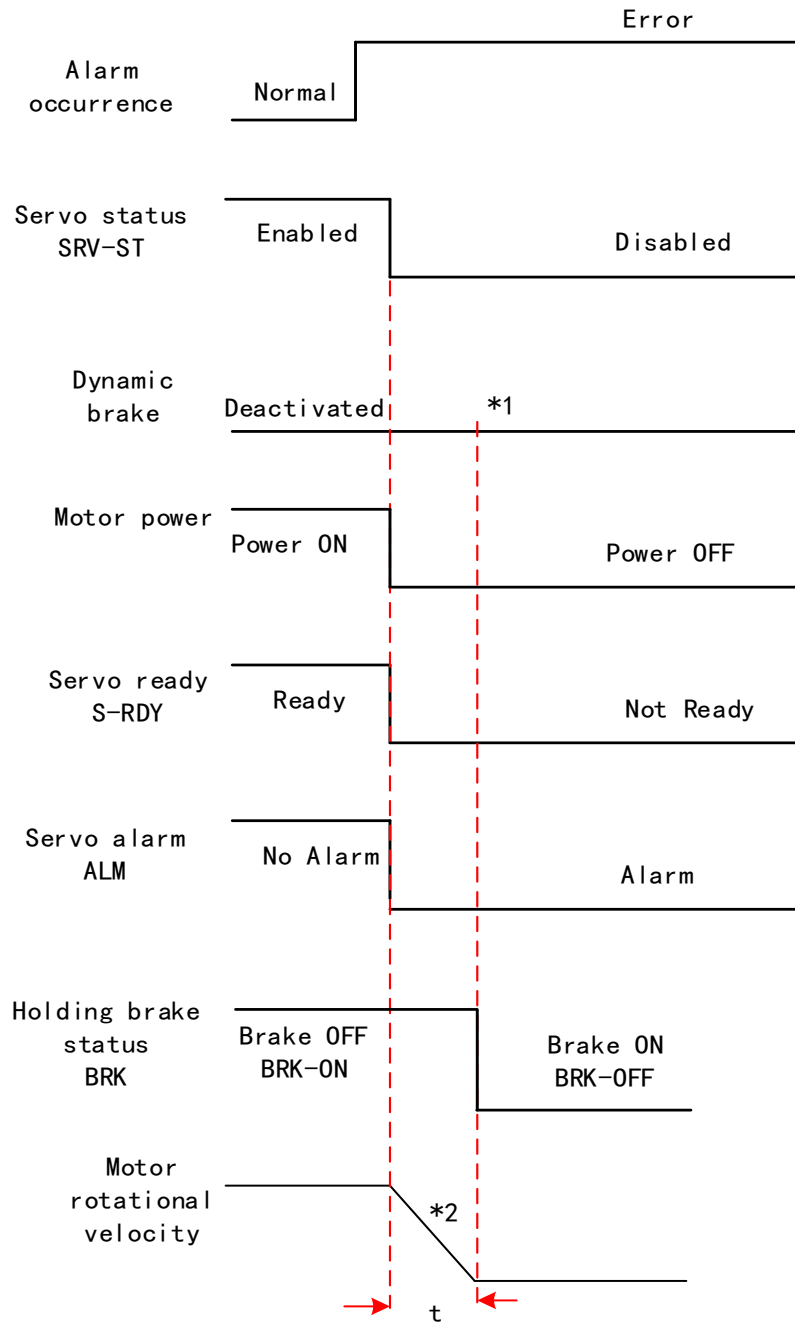 Error
Alarm
occurrence
Normal
Servo status
SRV-ST
Enabled
Disabled
Dynamic
brake
Deactivated
*1
Motor power
Power ON
Power OFF
Servo ready
S-RDY
Ready
Not Ready
Servo alarm
ALM
No Alarm
Alarm
Holding brake
status
BRK
Brake OFF
BRK-ON
Brake ON
BRK-OFF
Motor
rotational
velocity
*2
t